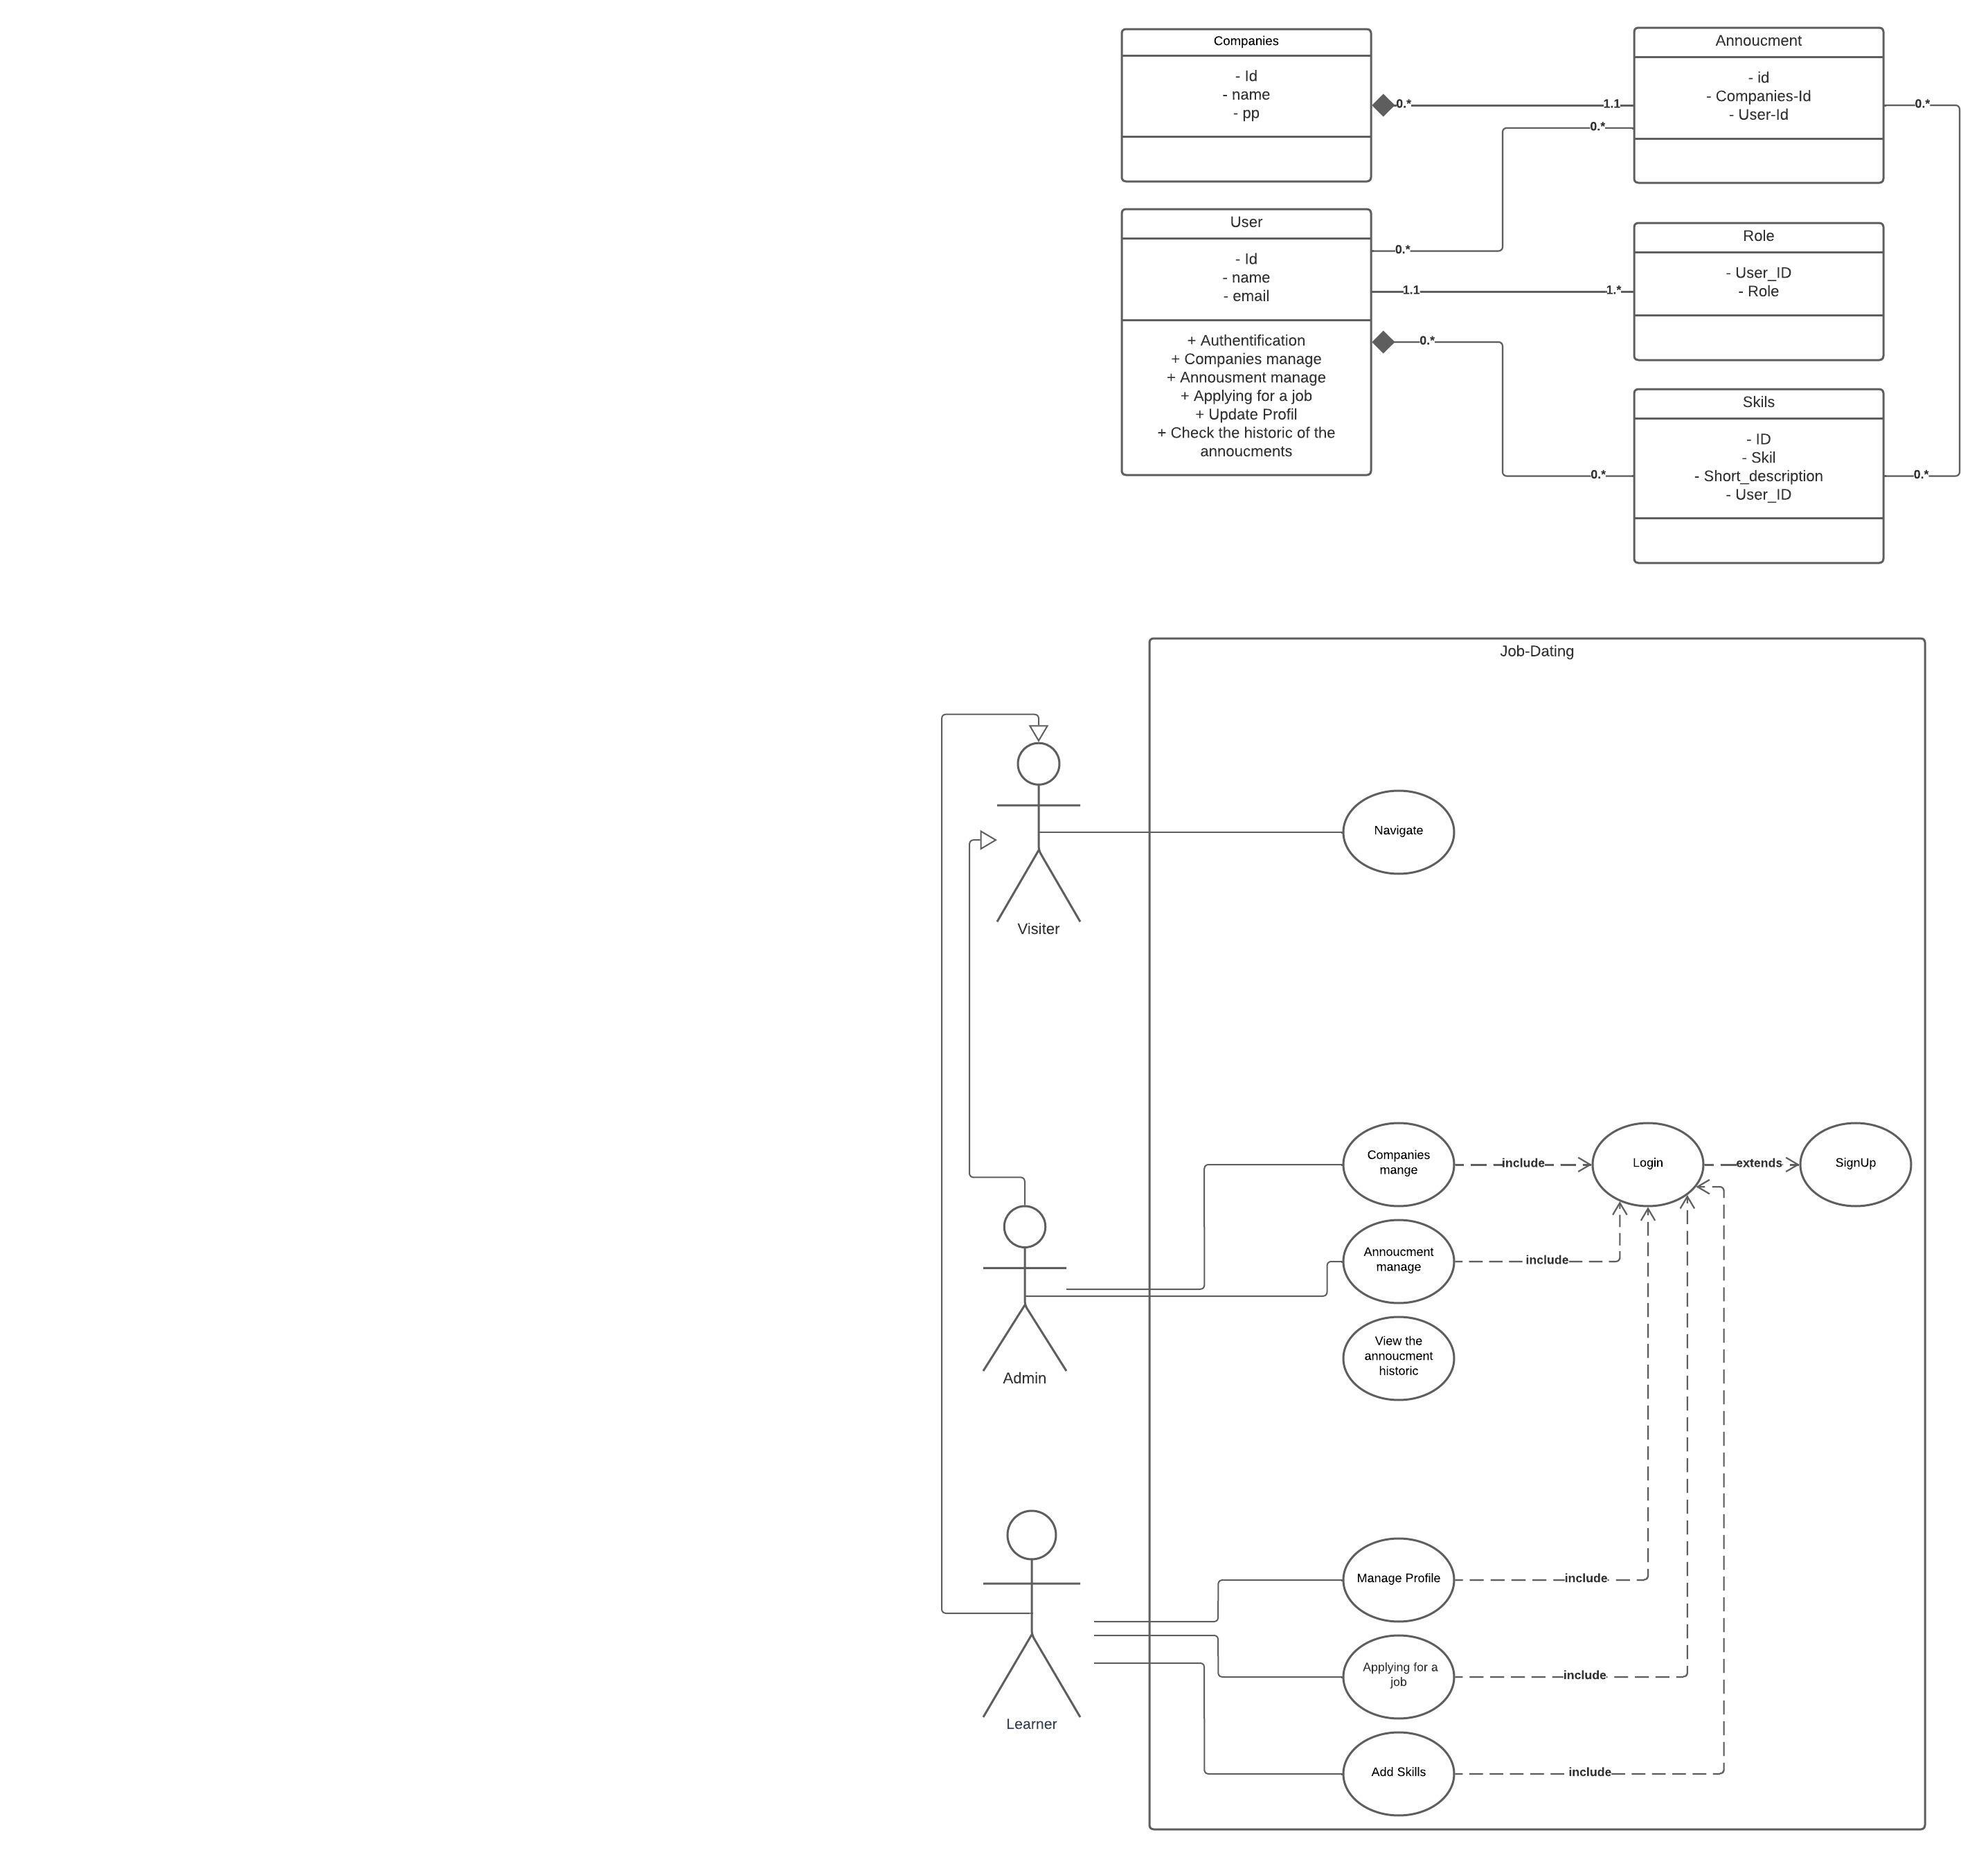 Companies
- Id
- name
- pp
Annoucment
- id
- Companies-Id
- User-Id
0.*
1.1
0.*
0.*
User
- Id
- name
- email
+ Authentification
+ Companies manage
+ Annousment manage
+ Applying for a job
+ Update Profil
+ Check the historic of the
annoucments
0.*
1.1
1.*
0.*
0.*
0.*
Role
- User_ID
- Role
Skils
- ID
- Skil
- Short_description
- User_ID
Job-Dating
Navigate
Visiter
Companies
mange
include
Login
extends
SignUp
Annoucment
manage
include
View the
annoucment
historic
Admin
Manage Profile
include
Applying for a
job
include
Learner
Add Skills
include